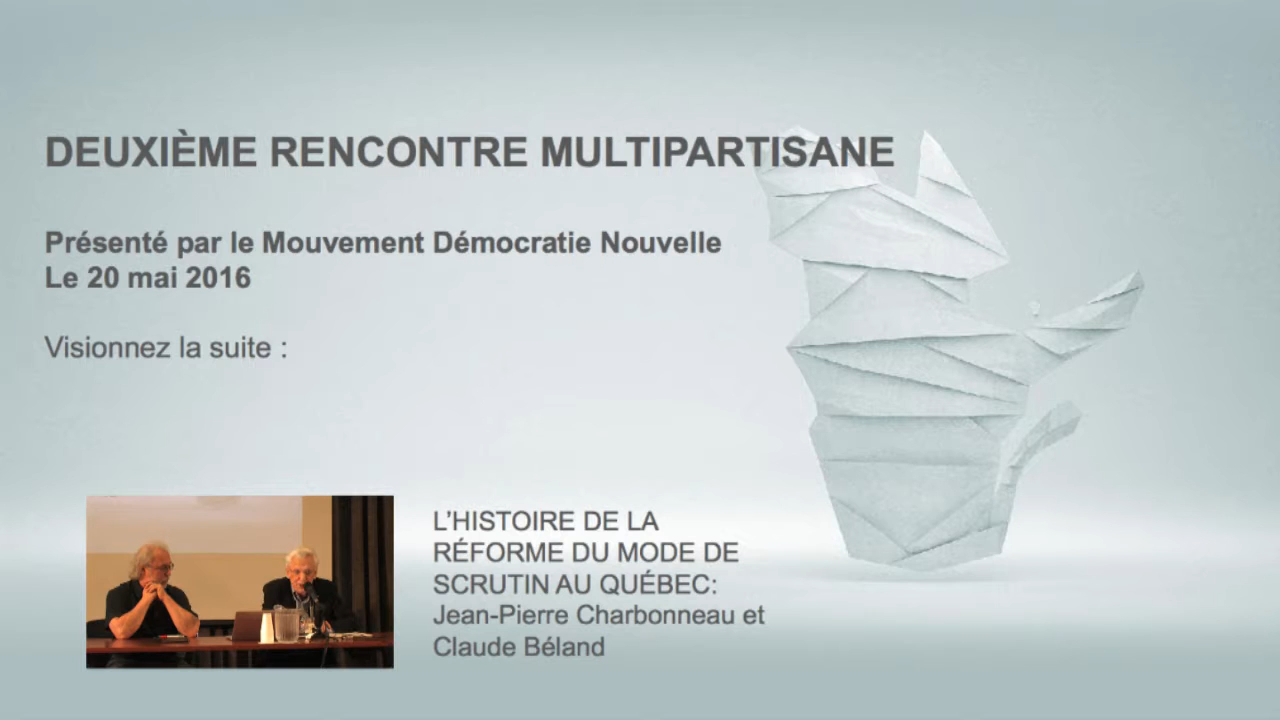 DEUXIÈME RENCONTRE MULTIPARTISANE
Présenté par le Mouvement Démocratie Nouvelle
Le 20 mai 2016
Visionnez la suite :
L'HISTOIRE DE LA
RÉFORME DU MODE DE
SCRUTIN AU QUÉBEC:
Jean-Pierre Charbonneau et
Claude Béland